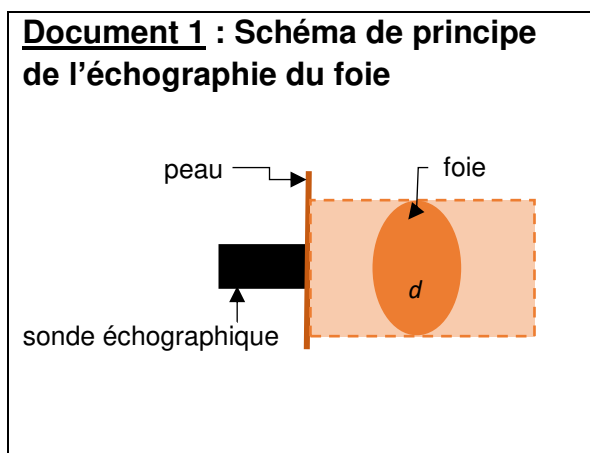 Document 1 : Schéma de principe
de l’échographie du foie
peau
foie
d
sonde échographique